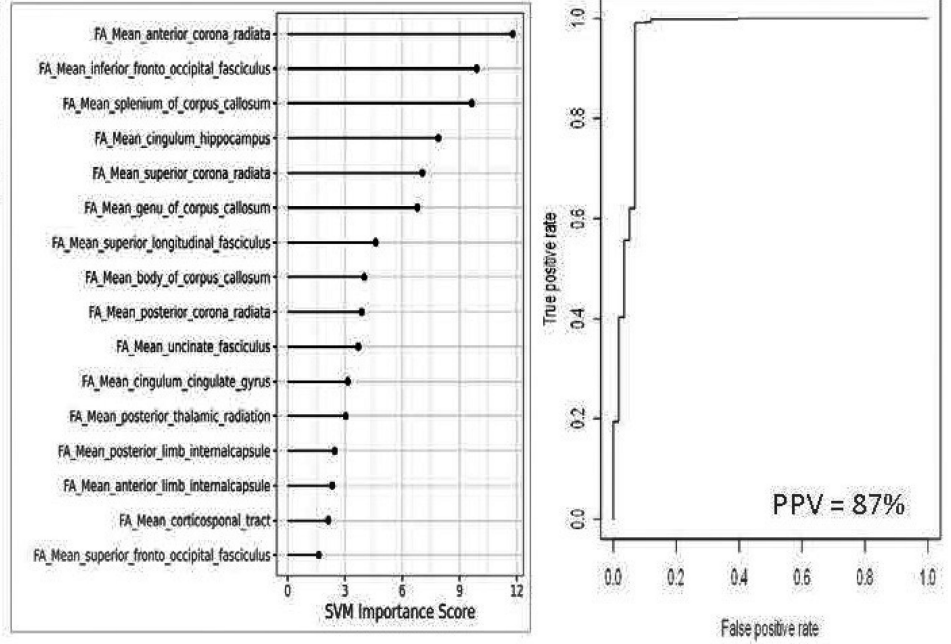 FA_Mean_anterior_corona_radiata
FA_Mean_inferior_fronto_occipital_fasciculus
FA_Mean_splenium_of_corpus_callosum
FA_Mean_cingulum_hippocampus
FA_Mean_superior_corona_radiata
FA_Mean_genu_of_corpus_callosum
FA_Mean_superior_longitudinal_fasciculus
FA_Mean_body_of_corpus_callosum
FA_Mean_posterior_corona_radiata
FA_Mean_uncinate_fasciculus
FA_Mean_cingulum_cingulate_gyrus
FA_Mean_posterior_thalamic_radiation
FA_Mean_posterior_limb_internalcapsule
FA_Mean_anterior_limb_internalcapsule
FA_Mean_corticosponal_tract
FA_Mean_superior_fronto_occipital_fasciculus
0 3 6 9 12
SVM Importance Score
True positive rate
1.0
0.8
0.6
0.4
0.2
0.0
PPV = 87%
0.0 0.2 0.4 0.6 0.8 1.0
False positive rate